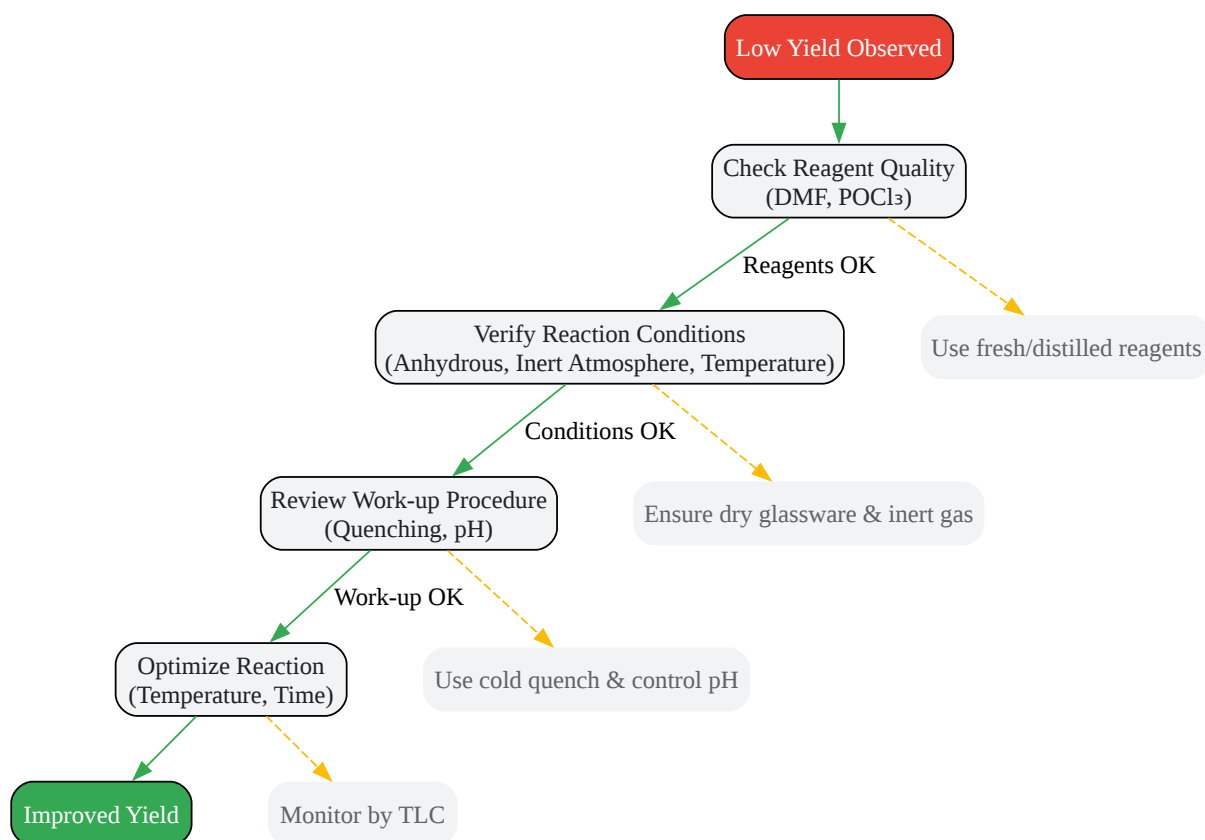 Low Yield Observed
Check Reagent Quality
(DMF, POCl₃)
Reagents OK
Verify Reaction Conditions
(Anhydrous, Inert Atmosphere, Temperature)
Use fresh/distilled reagents
Conditions OK
Review Work-up Procedure
(Quenching, pH)
Ensure dry glassware & inert gas
Work-up OK
Optimize Reaction
(Temperature, Time)
Use cold quench & control pH
Improved Yield
Monitor by TLC